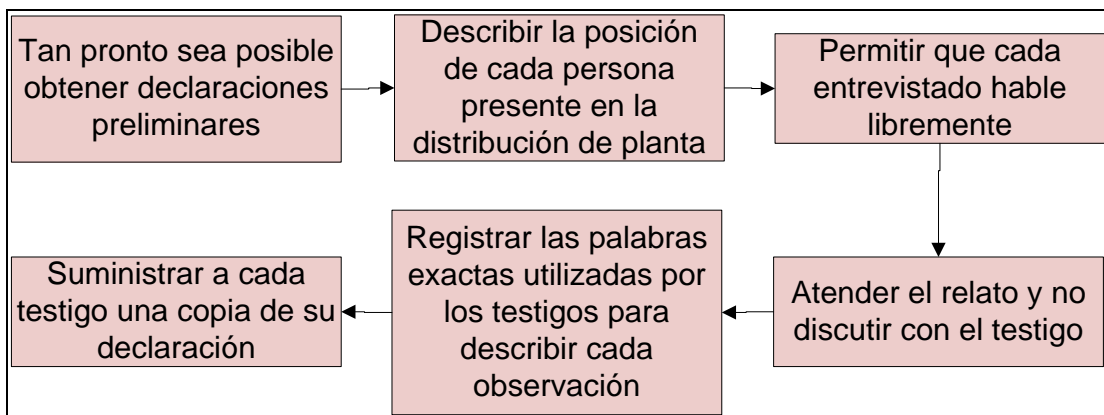 Tan pronto sea posible
obtener declaraciones
preliminares
Describir la posición
de cada persona
presente en la
distribución de planta
Permitir que cada
entrevistado hable
libremente
Atender el relato y no
discutir con el testigo
Registrar las palabras
exactas utilizadas por
los testigos para
describir cada
observación
Suministrar a cada
testigo una copia de su
declaración